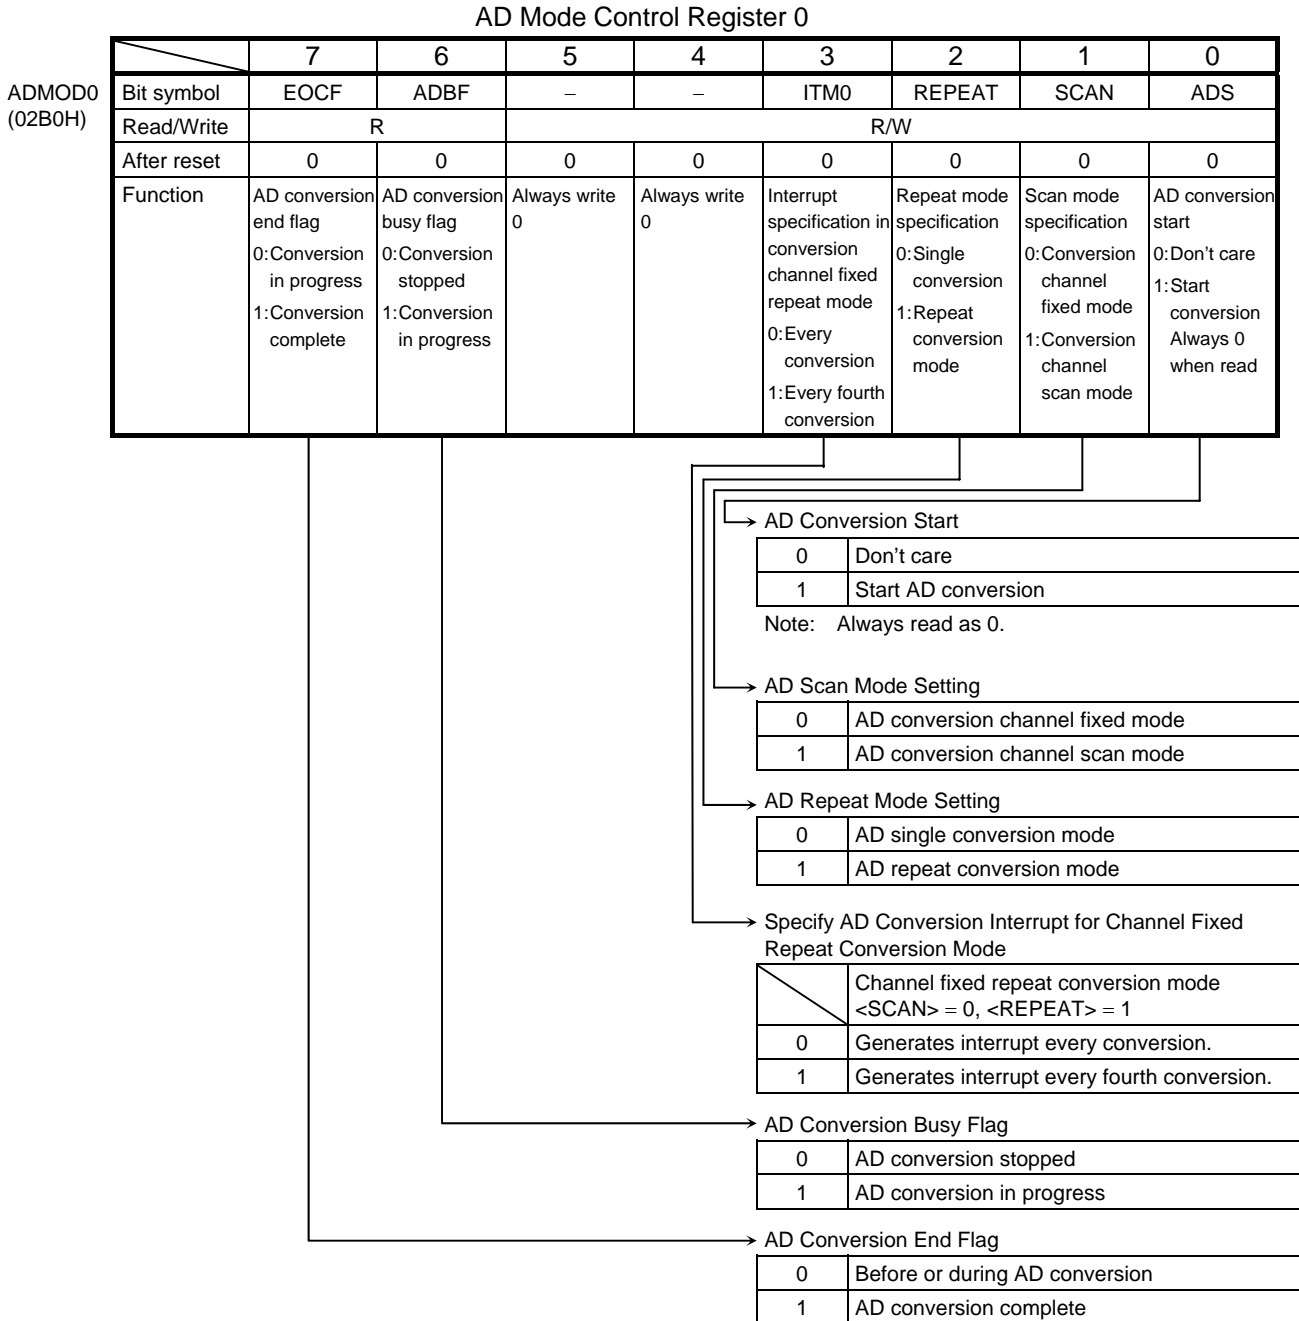 AD Mode Control Register 0
7 6 5 4 3 2 1 0
ADMOD0 (02B0H)
Bit symbol EOCF ADBF – – ITM0 REPEAT SCAN ADS
Read/Write R R/W
After reset 0 0 0 0 0 0 0 0
Function
AD conversion
end flag
0:Conversion
in progress
1:Conversion
complete
AD conversion
busy flag
0:Conversion
stopped
1:Conversion
in progress
Always write
0
Always write
0
Interrupt
specification in
conversion
channel fixed
repeat mode
0:Every
conversion
1:Every fourth
conversion
Repeat mode
specification
0:Single
conversion
1:Repeat
conversion
mode
Scan mode
specification
0:Conversion
channel
fixed mode
1:Conversion
channel
scan mode
AD conversion
start
0:Don't care
1:Start
conversion
Always 0
when read
AD Conversion Start
0 Don't care
1 Start AD conversion
Note: Always read as 0.
AD Scan Mode Setting
0 AD conversion channel fixed mode
1 AD conversion channel scan mode
AD Repeat Mode Setting
0 AD single conversion mode
1 AD repeat conversion mode
Specify AD Conversion Interrupt for Channel Fixed
Repeat Conversion Mode
Channel fixed repeat conversion mode
<SCAN> = 0, <REPEAT> = 1
0 Generates interrupt every conversion.
1 Generates interrupt every fourth conversion.
AD Conversion Busy Flag
0 AD conversion stopped
1 AD conversion in progress
AD Conversion End Flag
0 Before or during AD conversion
1 AD conversion complete